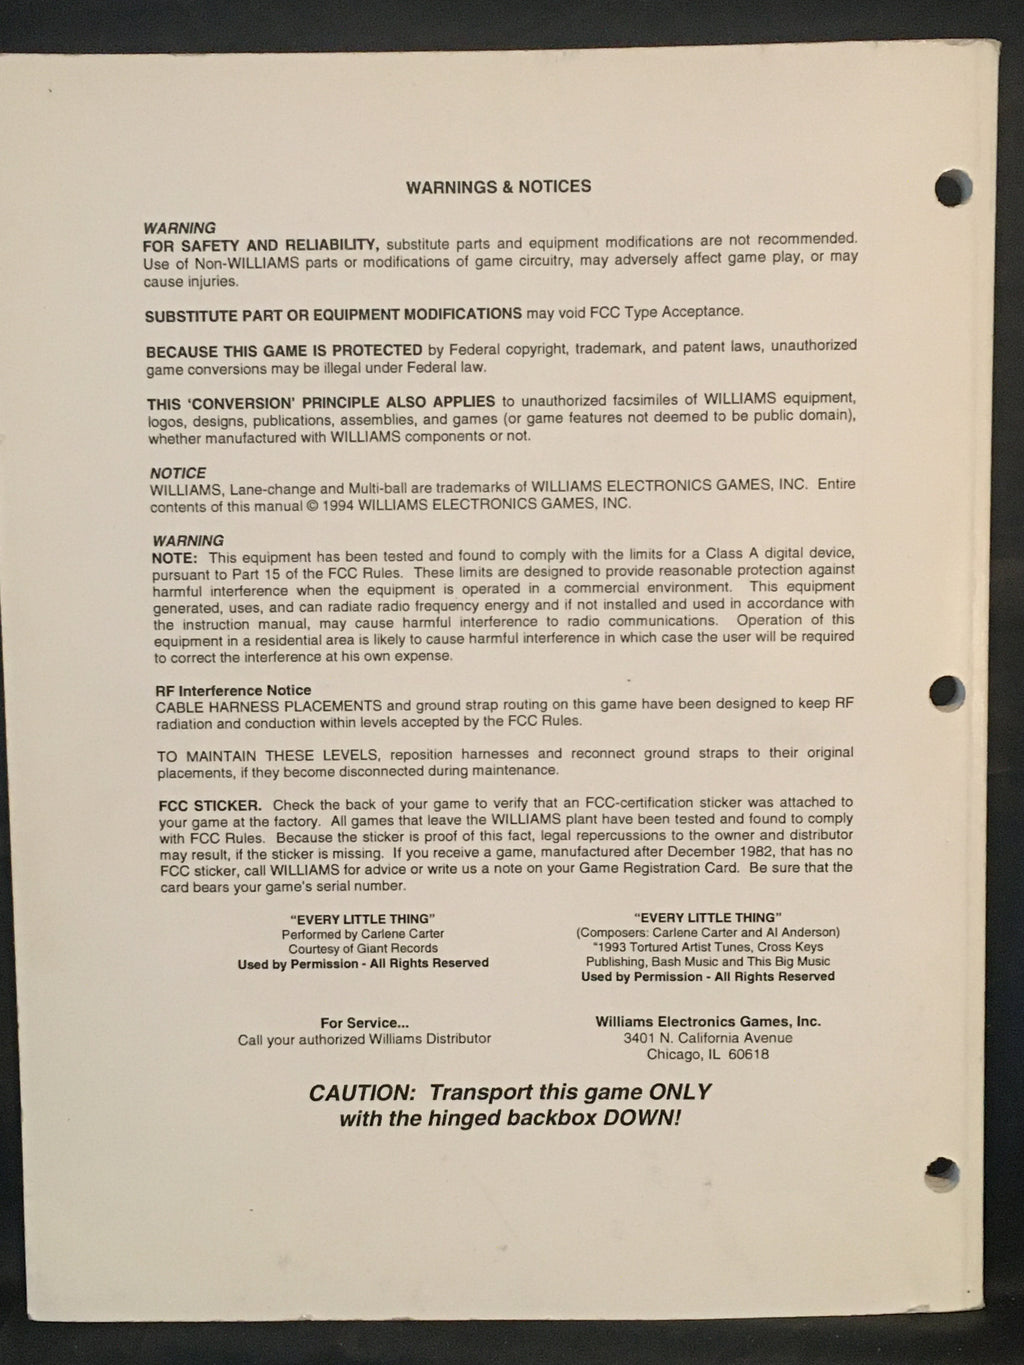 WARNINGS & NOTICES
WARNING
FOR SAFETY AND RELIABILITY, substitute parts and equipment modifications are not recommended.
Use of Non-WILLIAMS parts or modifications of game circuitry, may adversely affect game play, or may
cause injuries.
SUBSTITUTE PART OR EQUIPMENT MODIFICATIONS may void FCC Type Acceptance.
BECAUSE THIS GAME IS PROTECTED by Federal copyright, trademark, and patent laws, unauthorized
game conversions may be illegal under Federal law.
THIS 'CONVERSION' PRINCIPLE ALSO APPLIES to unauthorized facsimiles of WILLIAMS equipment,
logos, designs, publications, assemblies, and games (or game features not deemed to be public domain),
whether manufactured with WILLIAMS components or not.
NOTICE
WILLIAMS, Lane-change and Multi-ball are trademarks of WILLIAMS ELECTRONICS GAMES, INC. Entire
contents of this manual © 1994 WILLIAMS ELECTRONICS GAMES, INC.
WARNING
NOTE: This equipment has been tested and found to comply with the limits for a Class A digital device,
pursuant to Part 15 of the FCC Rules. These limits are designed to provide reasonable protection against
harmful interference when the equipment is operated in a commercial environment. This equipment
generated, uses, and can radiate radio frequency energy and if not installed and used in accordance with
the instruction manual, may cause harmful interference to radio communications. Operation of this
equipment in a residential area is likely to cause harmful interference in which case the user will be required
to correct the interference at his own expense.
RF Interference Notice
CABLE HARNESS PLACEMENTS and ground strap routing on this game have been designed to keep RF
radiation and conduction within levels accepted by the FCC Rules.
TO MAINTAIN THESE LEVELS, reposition harnesses and reconnect ground straps to their original
placements, if they become disconnected during maintenance.
FCC STICKER. Check the back of your game to verify that an FCC-certification sticker was attached to
your game at the factory. All games that leave the WILLIAMS plant have been tested and found to comply
with FCC Rules. Because the sticker is proof of this fact, legal repercussions to the owner and distributor
may result, if the sticker is missing. If you receive a game, manufactured after December 1982, that has no
FCC sticker, call WILLIAMS for advice or write us a note on your Game Registration Card. Be sure that the
card bears your game's serial number.
"EVERY LITTLE THING"
Performed by Carlene Carter
Courtesy of Giant Records
Used by Permission - All Rights Reserved
"EVERY LITTLE THING"
(Composers: Carlene Carter and Al Anderson)
"1993 Tortured Artist Tunes, Cross Keys
Publishing, Bash Music and This Big Music
Used by Permission - All Rights Reserved
For Service...
Call your authorized Williams Distributor
Williams Electronics Games, Inc.
3401 N. California Avenue
Chicago, IL 60618
CAUTION: Transport this game ONLY
with the hinged backbox DOWN!